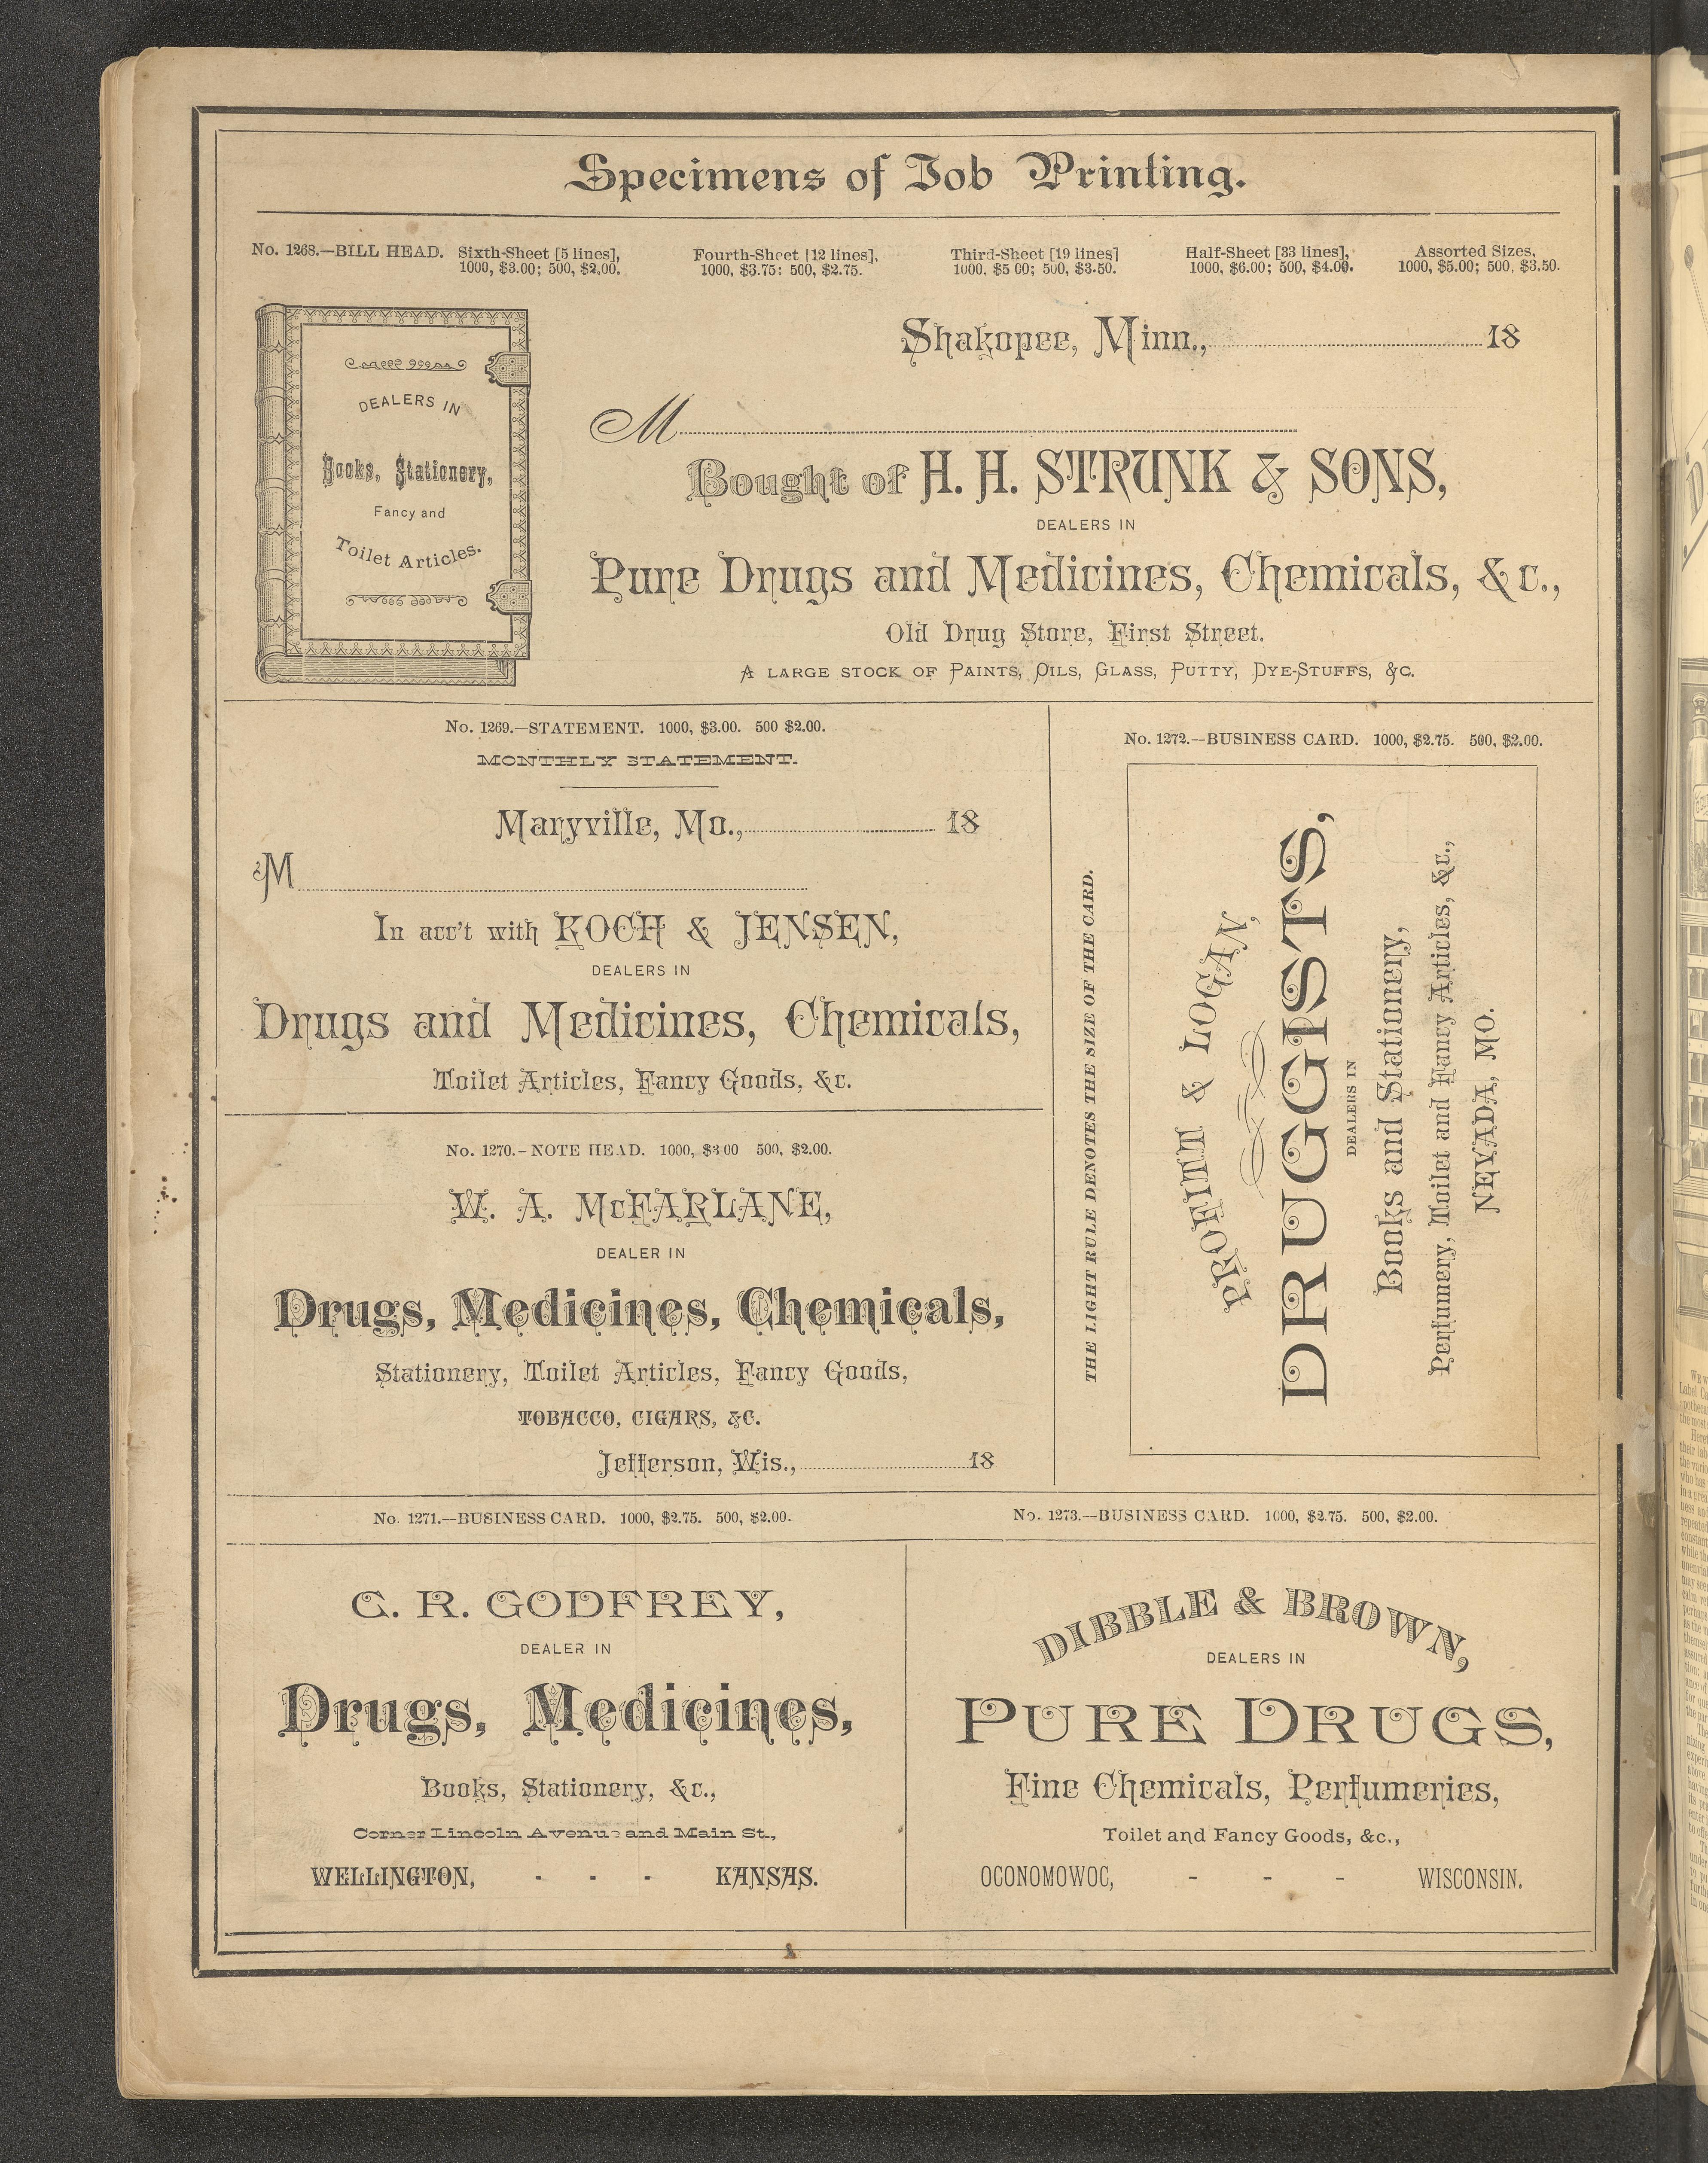 Specimens of Job Printing.
No. 1268.—BILL HEAD. Sixth-Sheet [5 lines], 1000, $3.00; 500, $2.00.
Fourth-Sheet [12 lines], 1000, $3.75: 500, $2.75.
Third-Sheet [19 lines] 1000. $5 00; 500, $3.50.
Half-Sheet [33 lines], 1000, $6.00; 500, $4.00.
Assorted Sizes, 1000, $5.00; 500, $3.50.
DEALERS IN
Books, Stationery,
Fancy and
Toilet Articles.
Shakopee, Minn., 18
M
Bought of H. H. STRUNK & SONS,
DEALERS IN
Pure Drugs and Medicines, Chemicals, &c.,
Old Drug Store, First Street.
A LARGE STOCK OF PAINTS, OILS, GLASS, PUTTY, DYE-STUFFS, &C.
No. 1269.—STATEMENT. 1000, $3.00. 500 $2.00.
MONTHLY STATEMENT.
Maryville, Mo., 18
M
In acc't with KOCH & JENSEN,
DEALERS IN
Drugs and Medicines, Chemicals,
Toilet Articles, Fancy Goods, &c.
No. 1270.—NOTE HEAD. 1000, $3 00 500, $2.00.
W. A. McFARLANE,
DEALER IN
Drugs, Medicines, Chemicals,
Stationery, Toilet Articles, Fancy Goods,
TOBACCO, CIGARS, &C.
Jefferson, Wis., 18
No. 1272.—BUSINESS CARD. 1000, $2.75. 500, $2.00.
THE LIGHT RULE DENOTES THE SIZE OF THE CARD.
PROFITT & LOGAN,
DRUGGISTS,
DEALERS IN
Books and Stationery,
Perfumery, Toilet and Fancy Articles, &c.,
NEVADA, MO.
No. 1271.—BUSINESS CARD. 1000, $2.75. 500, $2.00.
C. R. GODFREY,
DEALER IN
Drugs, Medicines,
Books, Stationery, &c.,
Corner Lincoln Avenue and Main St.,
WELLINGTON, - - - KANSAS.
No. 1273.—BUSINESS CARD. 1000, $2.75. 500, $2.00.
DIBBLE & BROWN,
DEALERS IN
PURE DRUGS,
Fine Chemicals, Perfumeries,
Toilet and Fancy Goods, &c.,
OCONOMOWOC, - - - WISCONSIN.